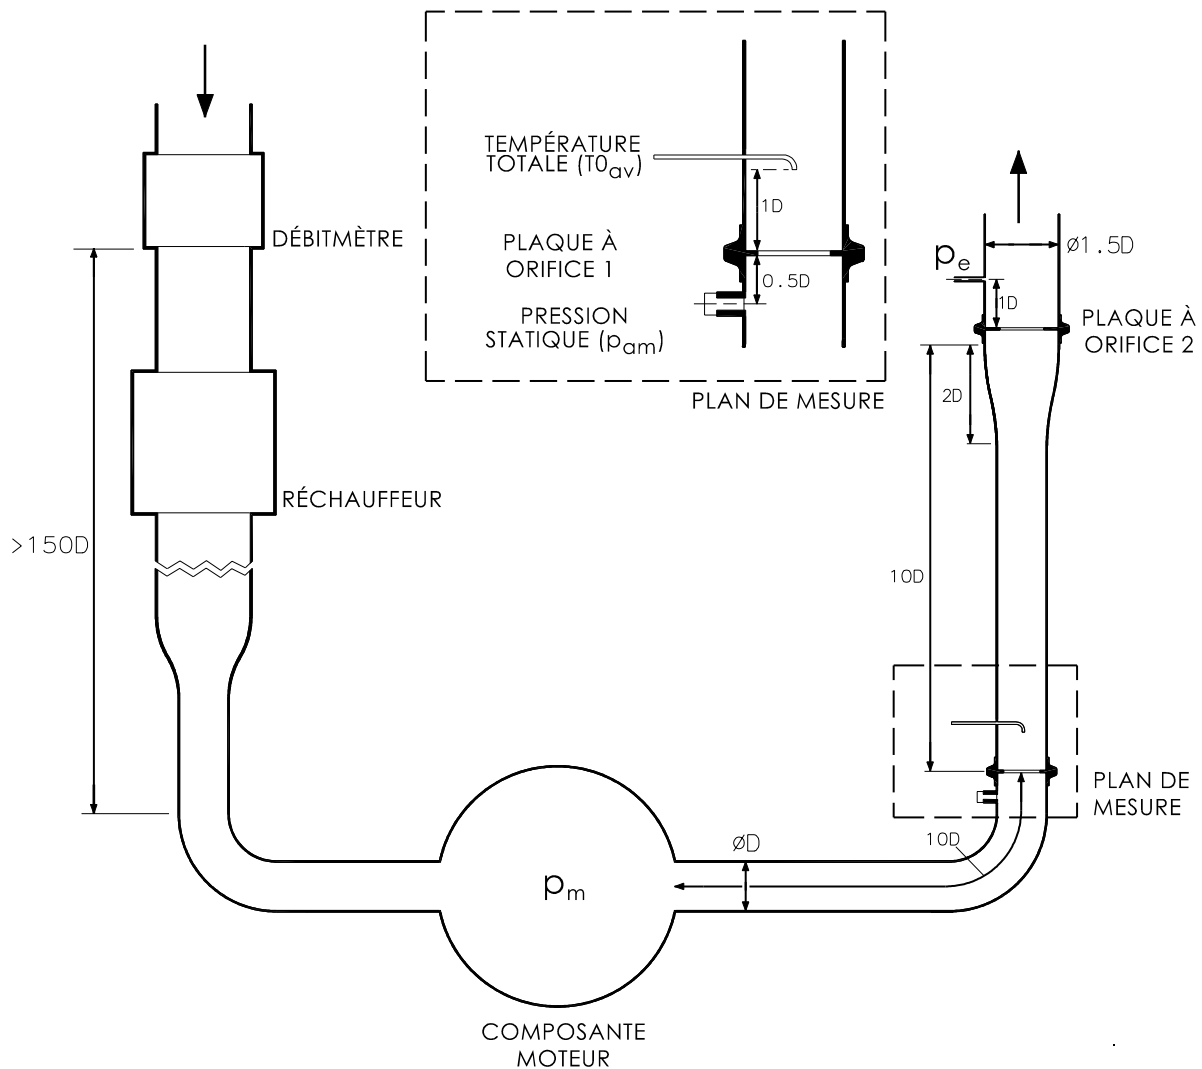 TEMPÉRATURE
TOTALE (T0av)
1D
PLAQUE À
ORIFICE 1
0.5D
PRESSION
STATIQUE (pam)
PLAN DE MESURE
DÉBITMÈTRE
pe
Ø1.5D
1D
PLAQUE À
ORIFICE 2
2D
RÉCHAUFFEUR
>150D
10D
PLAN DE
MESURE
10D
ØD
pm
COMPOSANTE
MOTEUR